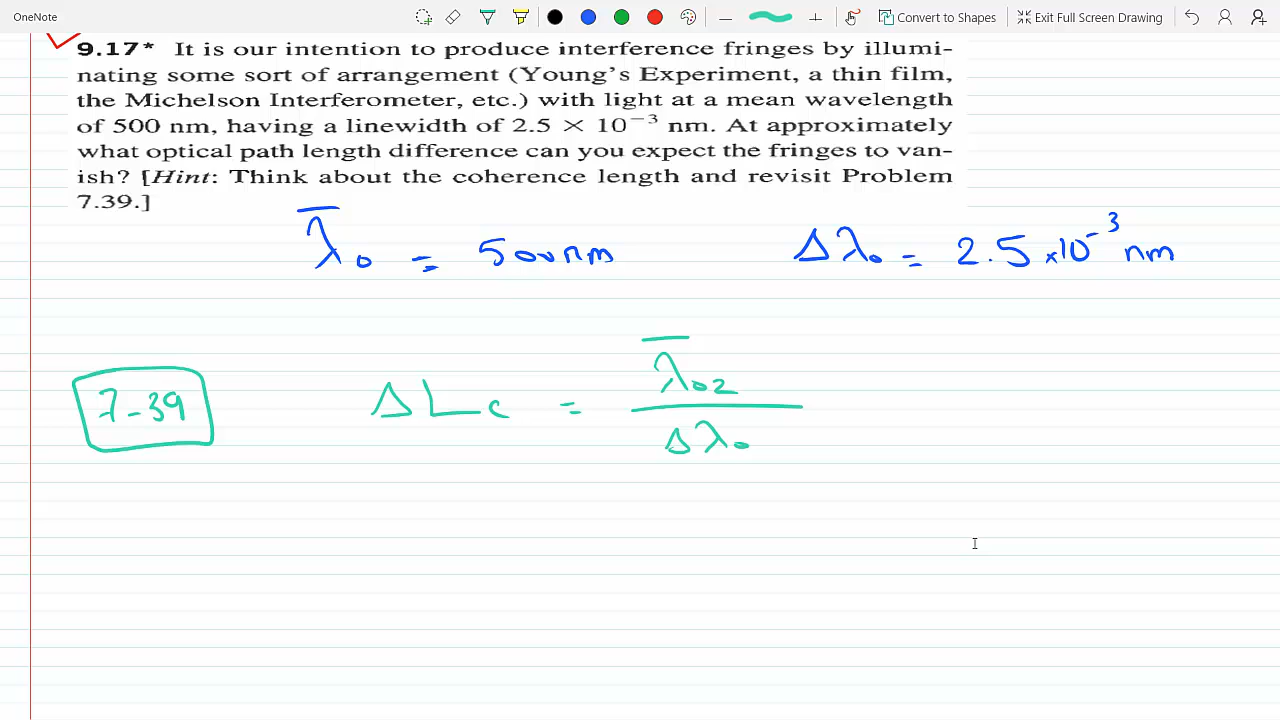 OneNote
Convert to Shapes
Exit Full Screen Drawing
9.17* It is our intention to produce interference fringes by illumi-
nating some sort of arrangement (Young's Experiment, a thin film,
the Michelson Interferometer, etc.) with light at a mean wavelength
of 500 nm, having a linewidth of 2.5 × 10⁻³ nm. At approximately
what optical path length difference can you expect the fringes to van-
ish? [Hint: Think about the coherence length and revisit Problem
7.39.]
λ̅₀ = 500nm Δλ₀ = 2.5 ×10⁻³ nm
7-39 ΔLc = λ̅₀₂ / Δλ₀